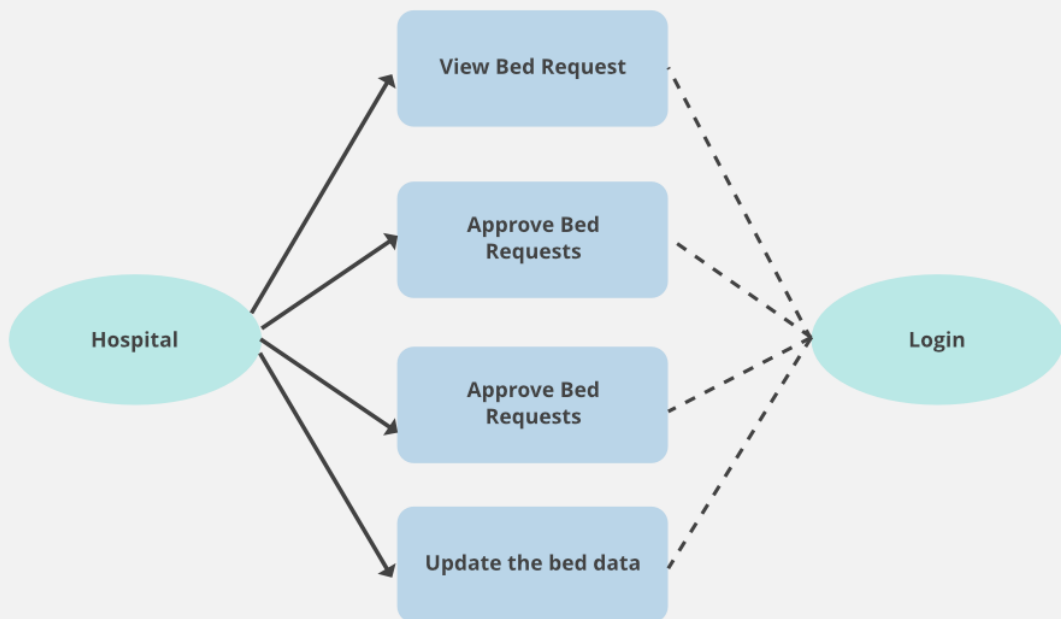 View Bed Request
Approve Bed
Requests
Hospital
Login
Approve Bed
Requests
Update the bed data